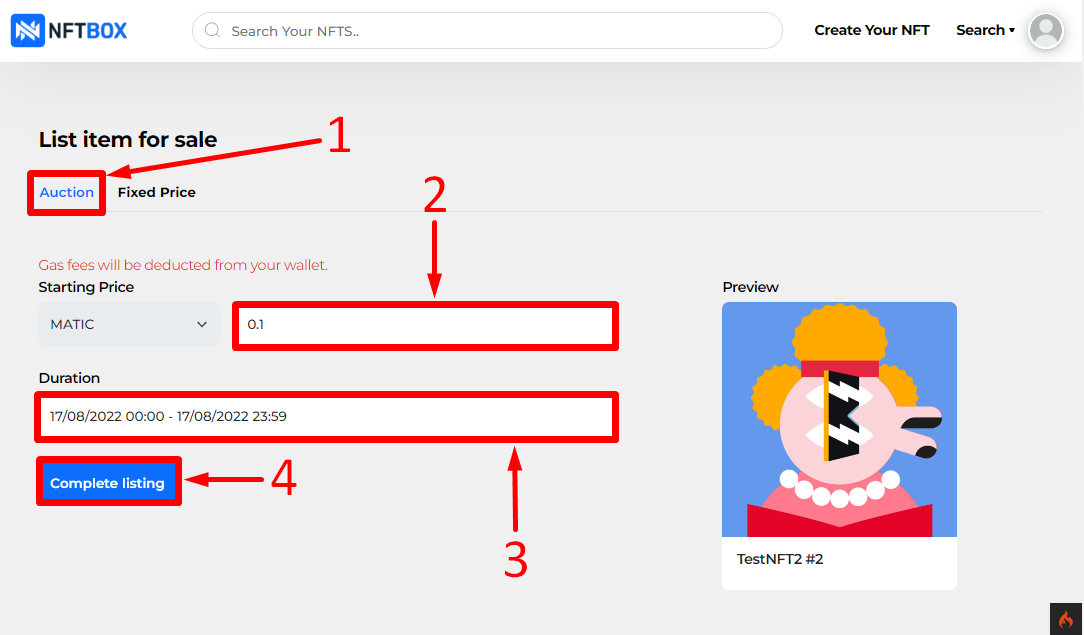 NFTBOX
Search Your NFTS..
Create Your NFT
Search
List item for sale
1
Auction
Fixed Price
2
Gas fees will be deducted from your wallet.
Starting Price
MATIC
0.1
Duration
17/08/2022 00:00 - 17/08/2022 23:59
Complete listing
4
3
Preview
TestNFT2 #2